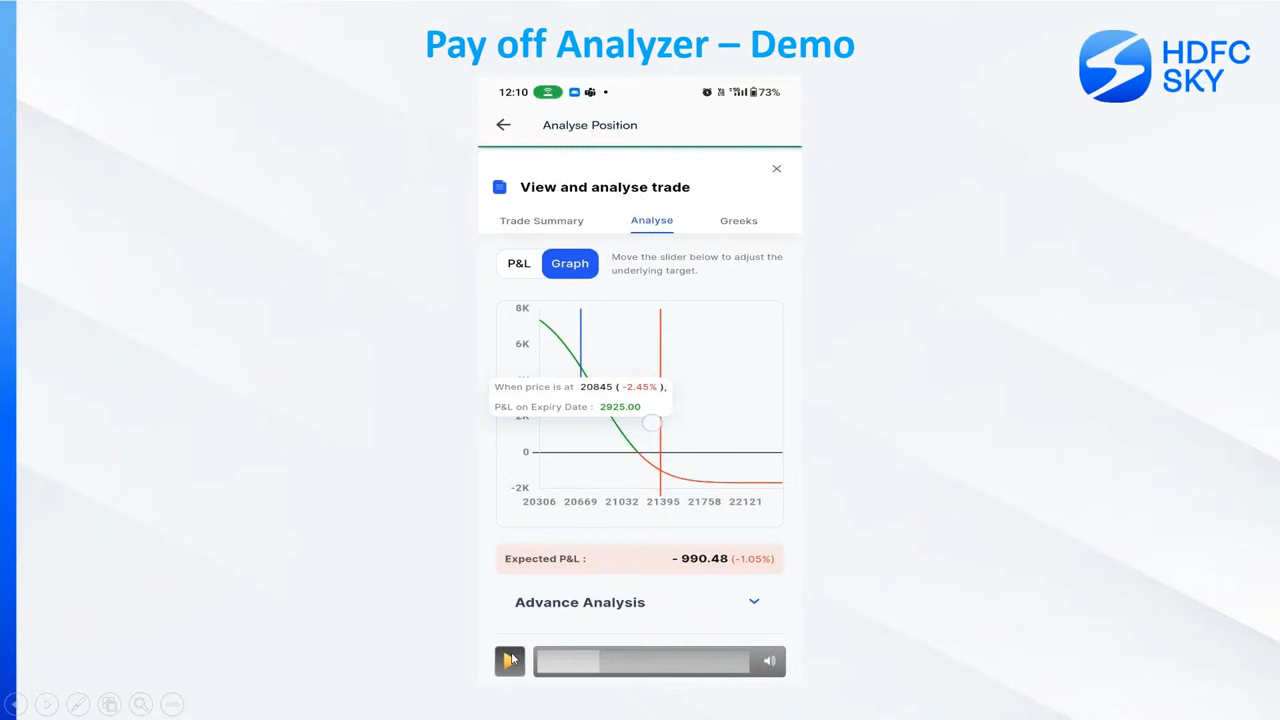 Pay off Analyzer – Demo
HDFC
SKY
12:10
73%
Analyse Position
View and analyse trade
Trade Summary
Analyse
Greeks
P&L
Graph
Move the slider below to adjust the
underlying target.
8K
6K
When price is at 20845 ( -2.45% ),
P&L on Expiry Date : 2925.00
2K
0
-2K
20306 20669 21032 21395 21758 22121
Expected P&L :
- 990.48 (-1.05%)
Advance Analysis